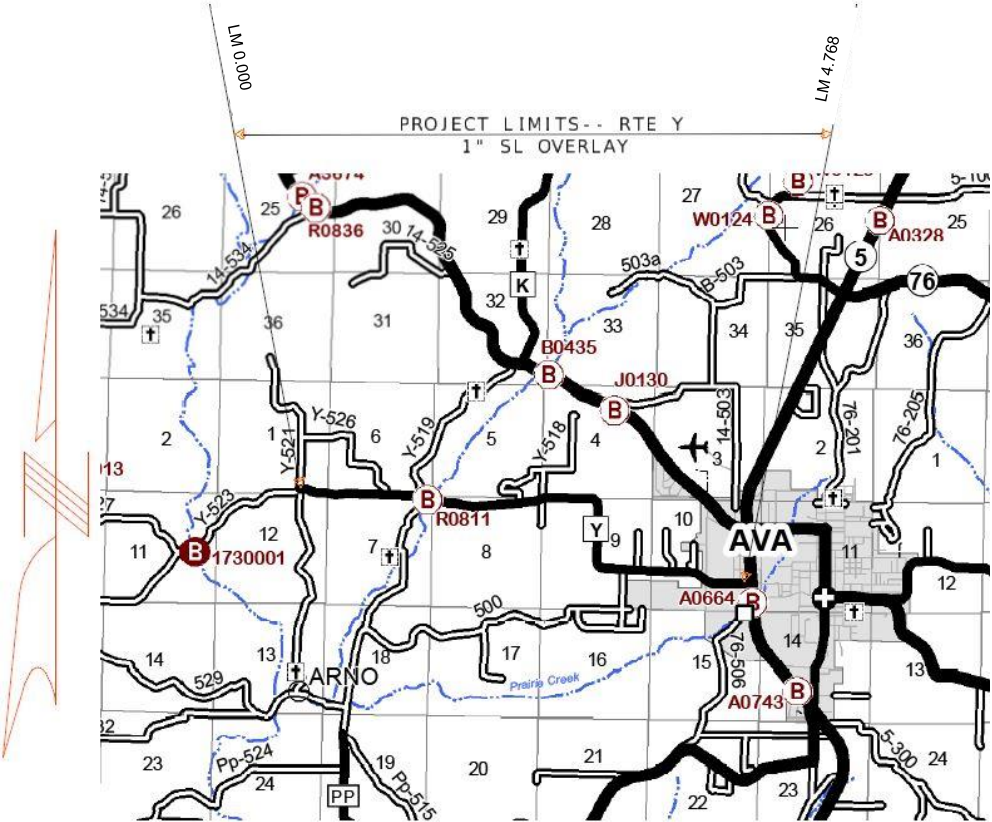 LM 0.000
LM 4.768
PROJECT LIMITS-- RTE Y
1" SL OVERLAY
26
25
B
B
R0836
30
14-525
29
28
27
W0124
B
B
26
25
B
A0328
5
14-534
534
35
36
31
32
K
503a
B-503
33
34
35
76
36
B0435
B
J0130
B
2
1
Y-521
Y-526
6
Y-519
5
Y-518
4
14-503
3
2
76-201
76-205
1
Y-523
12
B
R0811
Y
9
10
AVA
11
11
B
1730001
7
8
12
A0664
B
500
14
13
529
13
ARNO
18
17
16
Prairie Creek
15
76-506
14
A0743
B
13
23
Pp-524
24
19
Pp-515
PP
20
21
22
23
5-300
24